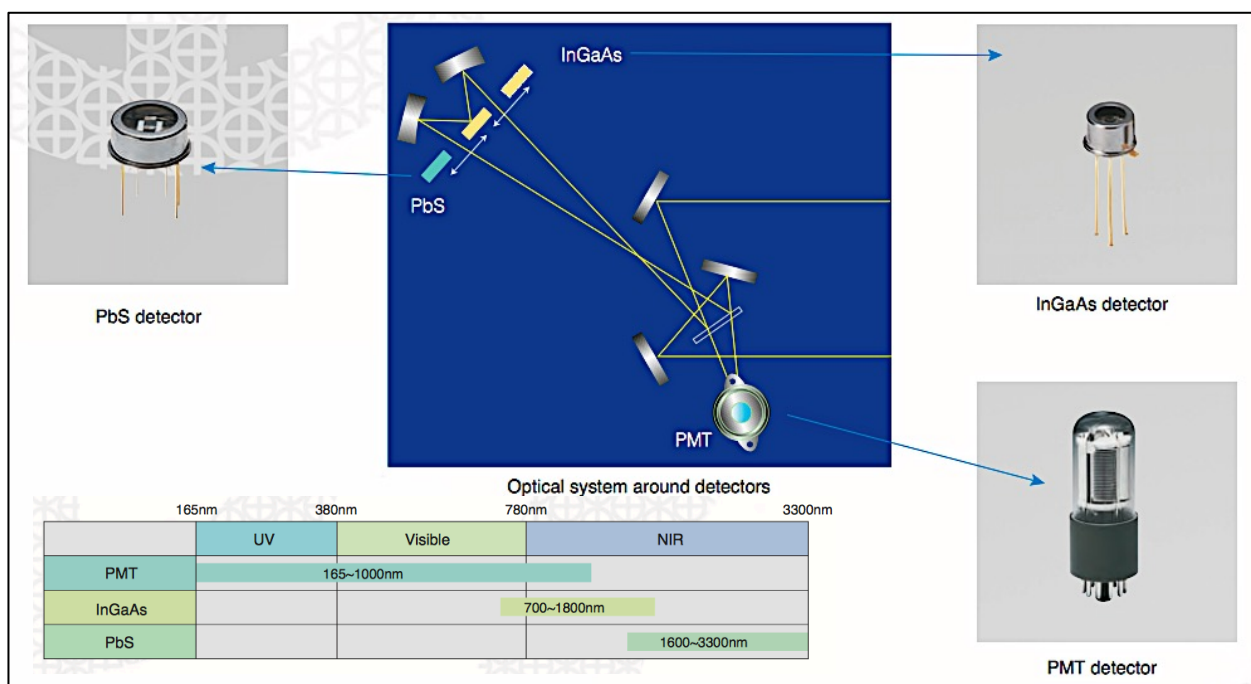 InGaAs
PbS
PMT
PbS detector
InGaAs detector
Optical system around detectors
165nm 380nm 780nm 3300nm
UV Visible NIR
PMT 165~1000nm
InGaAs 700~1800nm
PbS 1600~3300nm
PMT detector